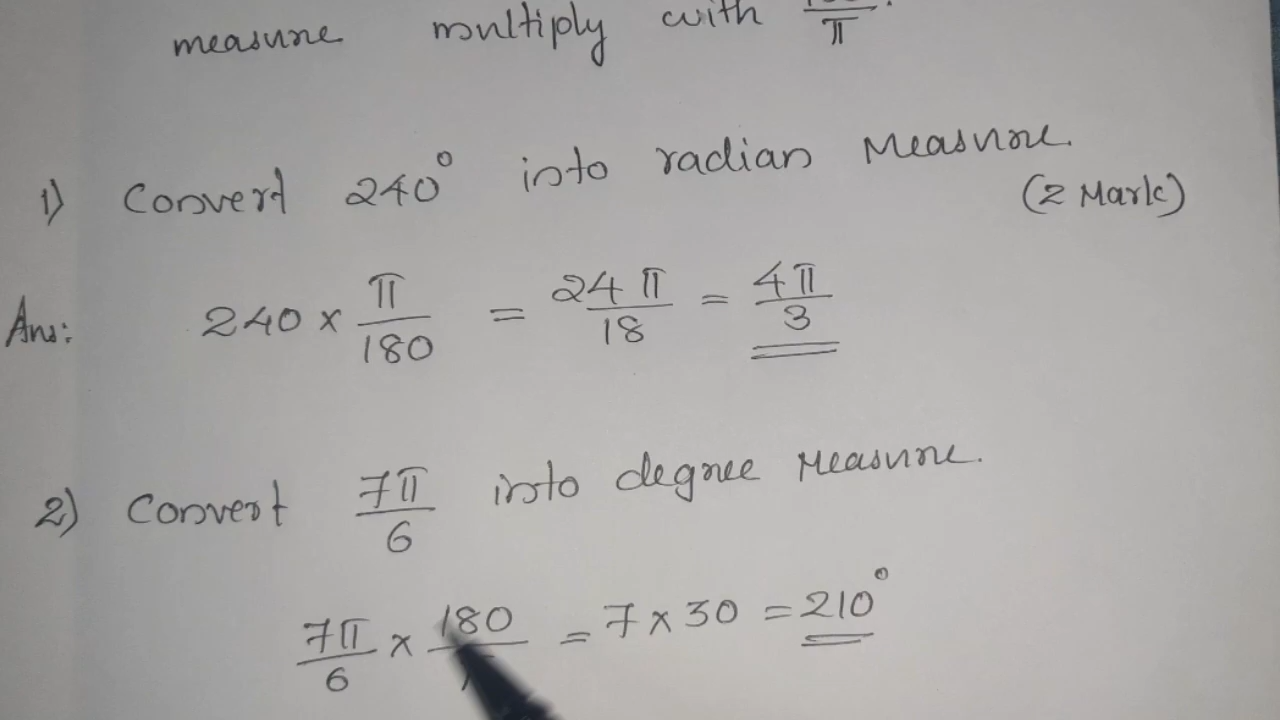 measure multiply with /π.
1) Convert 240° into radian Measure.
(2 Mark)
Ans: 240 × π/180 = 24π/18 = 4π/3
2) Convert 7π/6 into degree Measure.
7π/6 × 180/ = 7 × 30 = 210°